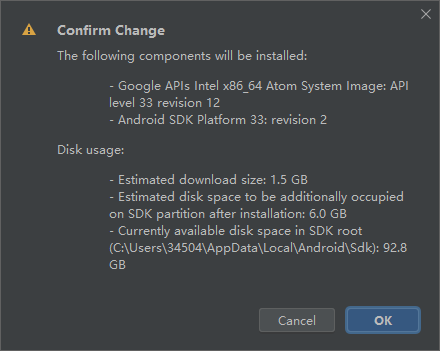 Confirm Change
The following components will be installed:
- Google APIs Intel x86_64 Atom System Image: API
level 33 revision 12
- Android SDK Platform 33: revision 2
Disk usage:
- Estimated download size: 1.5 GB
- Estimated disk space to be additionally occupied
on SDK partition after installation: 6.0 GB
- Currently available disk space in SDK root
(C:\Users\34504\AppData\Local\Android\Sdk): 92.8
GB
Cancel
OK